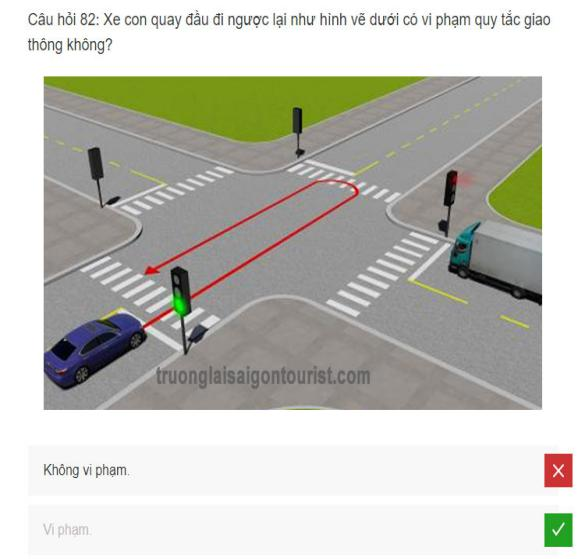 Câu hỏi 82: Xe con quay đầu đi ngược lại như hình vẽ dưới có vi phạm quy tắc giao
thông không?
truonglaisaigontourist.com
Không vi phạm.
Vi phạm.